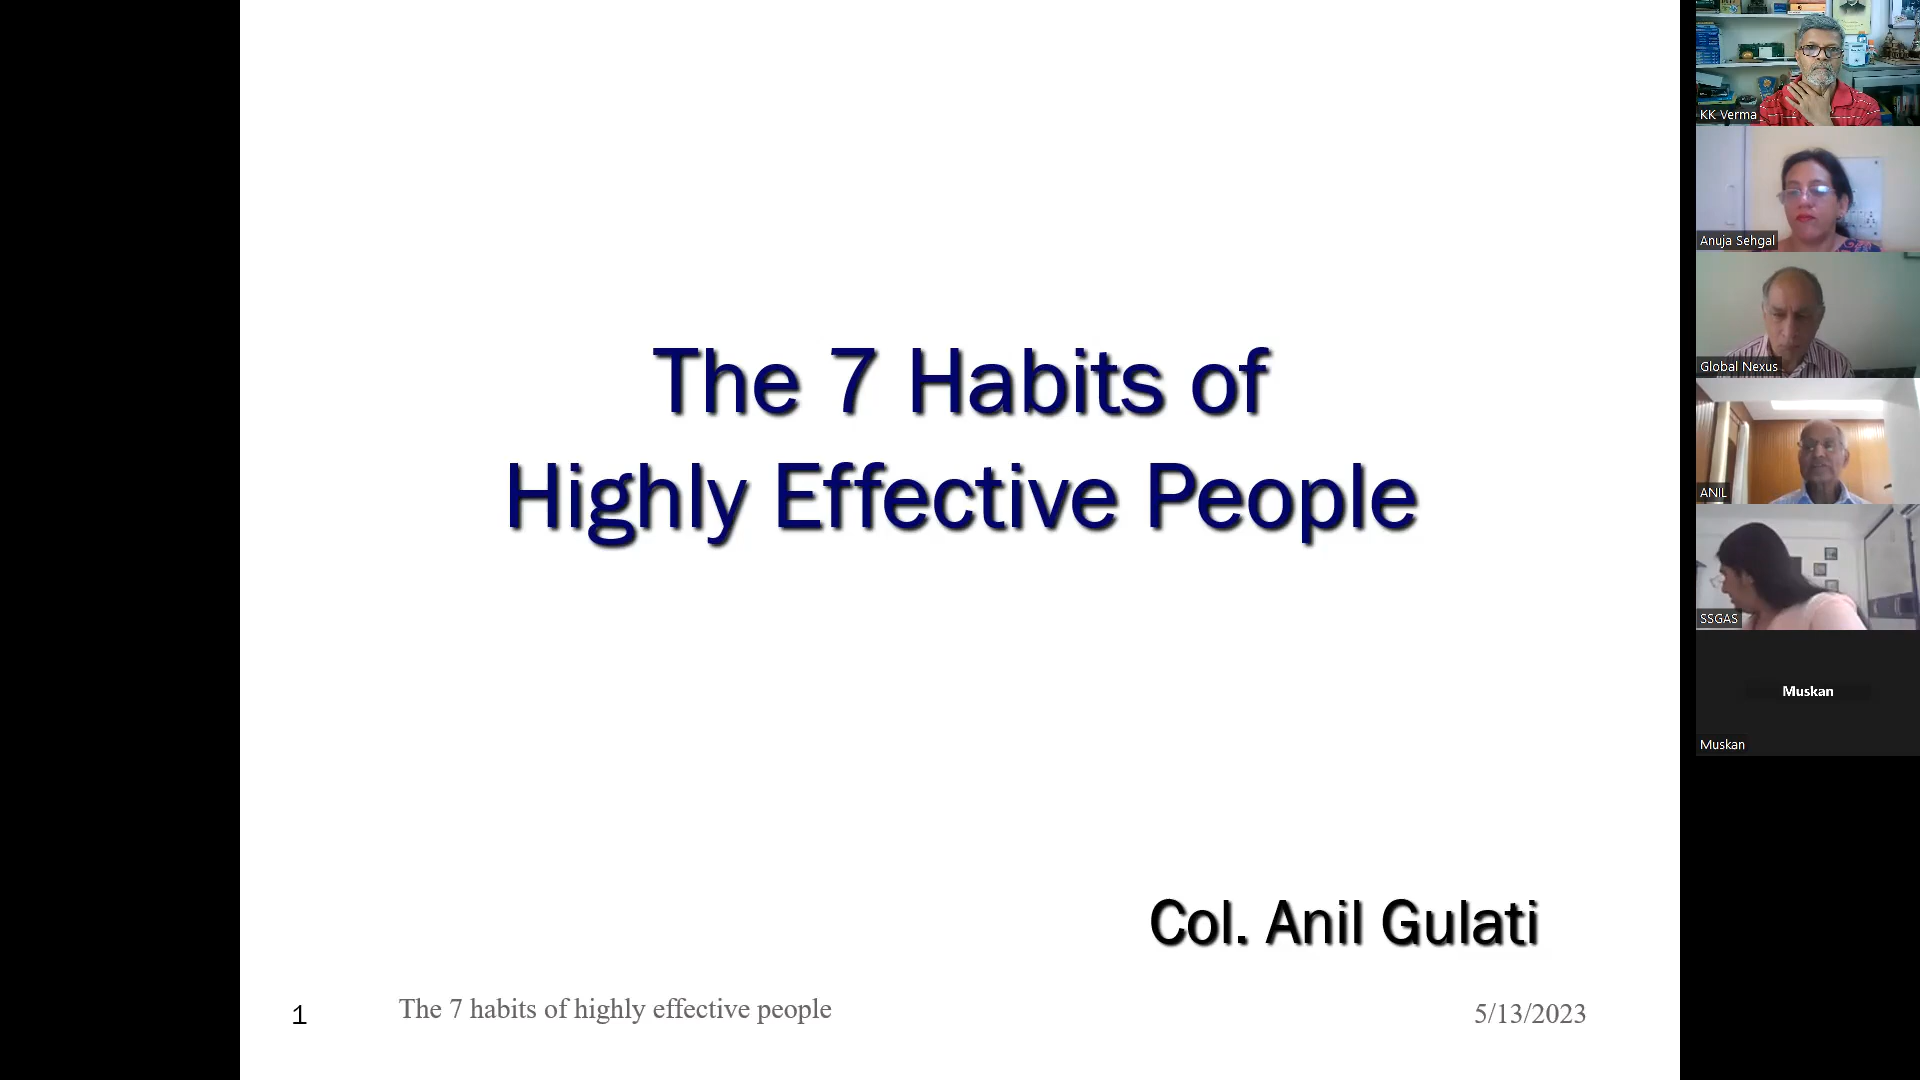 The 7 Habits of
Highly Effective People
Col. Anil Gulati
1
The 7 habits of highly effective people
5/13/2023
KK Verma
Anuja Sehgal
Global Nexus
ANIL
SSGAS
Muskan
Muskan